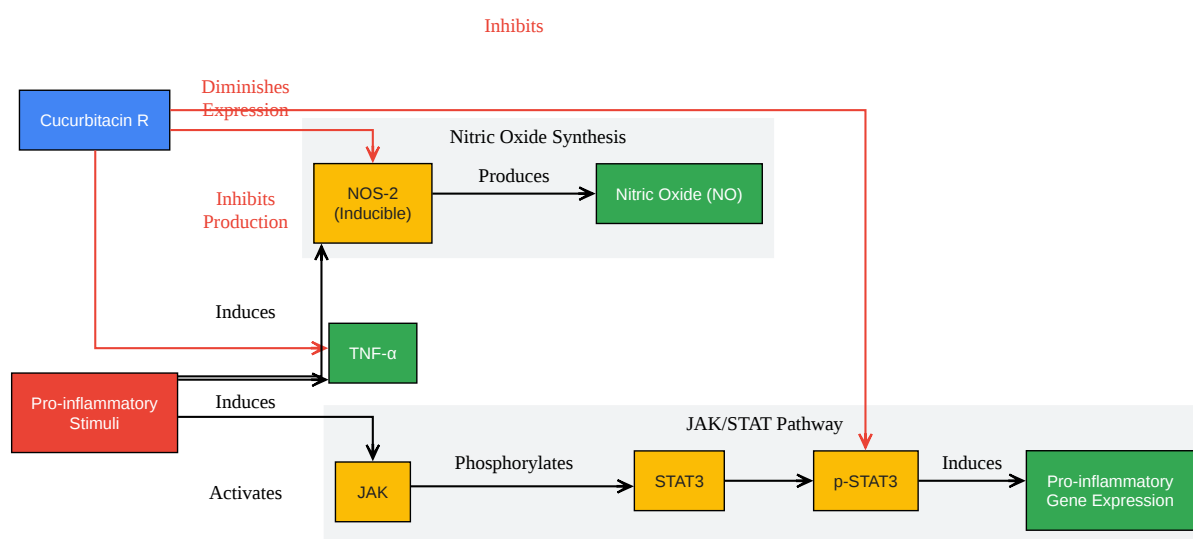 Inhibits
Diminishes
Expression
Cucurbitacin R
Nitric Oxide Synthesis
Produces
NOS-2
(Inducible)
Nitric Oxide (NO)
Inhibits
Production
Induces
TNF-α
Pro-inflammatory
Stimuli
Induces
JAK/STAT Pathway
Phosphorylates
Induces
Activates
JAK
STAT3
p-STAT3
Pro-inflammatory
Gene Expression